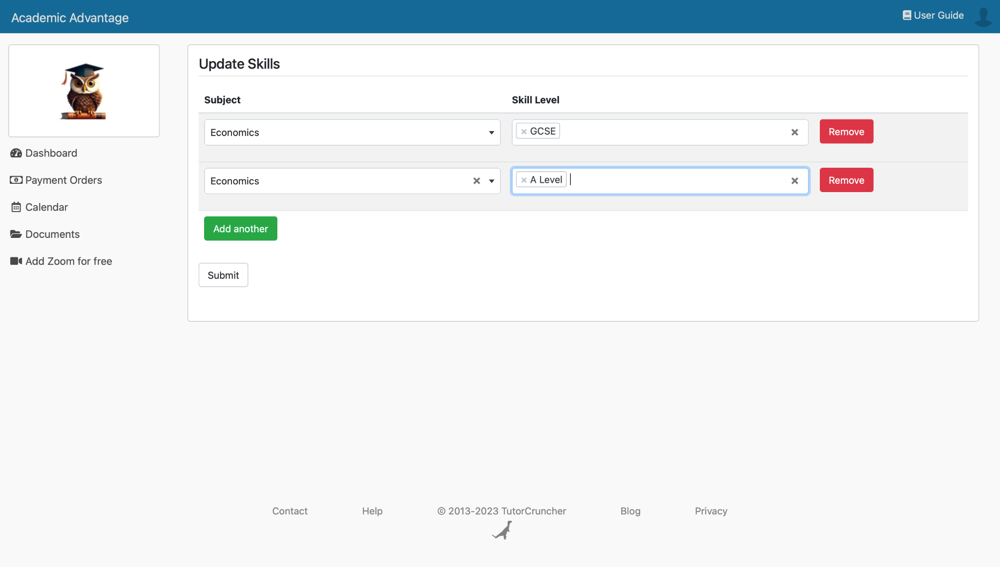 Academic Advantage
User Guide
Dashboard
Payment Orders
Calendar
Documents
Add Zoom for free
Update Skills
Subject Skill Level
Economics GCSE Remove
Economics A Level Remove
Add another
Submit
Contact Help © 2013-2023 TutorCruncher Blog Privacy